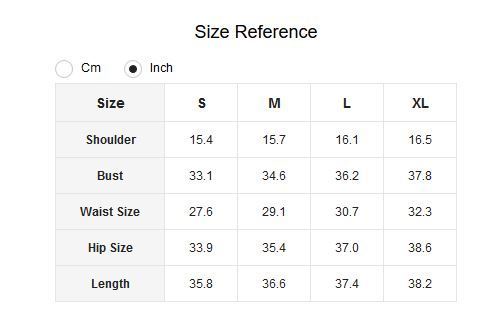 Size Reference
Cm Inch
Size S M L XL
Shoulder 15.4 15.7 16.1 16.5
Bust 33.1 34.6 36.2 37.8
Waist Size 27.6 29.1 30.7 32.3
Hip Size 33.9 35.4 37.0 38.6
Length 35.8 36.6 37.4 38.2